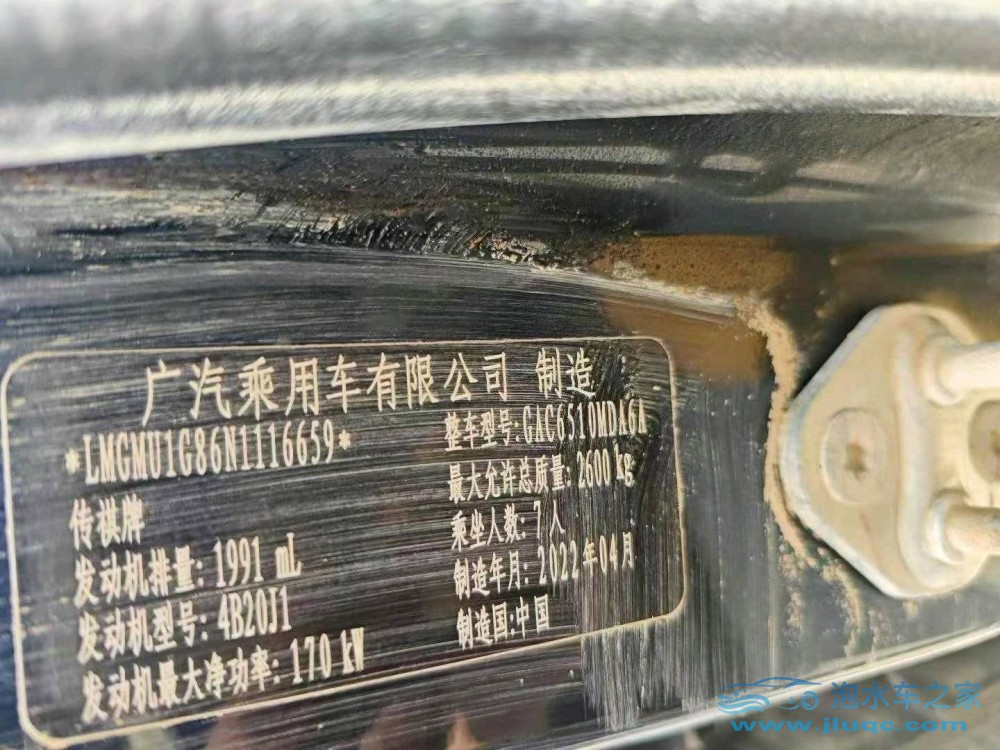 广汽乘用车有限公司 制造
*LMGMU1G86N1116659*
整车型号:GAC6510MDA6A
最大允许总质量:2600 kg
传祺牌
乘坐人数:7人
发动机排量:1991 mL
制造年月:2022年04月
发动机型号:4B20J1
制造国:中国
发动机最大净功率:170 kW
泡水车之家
www.jluqc.com